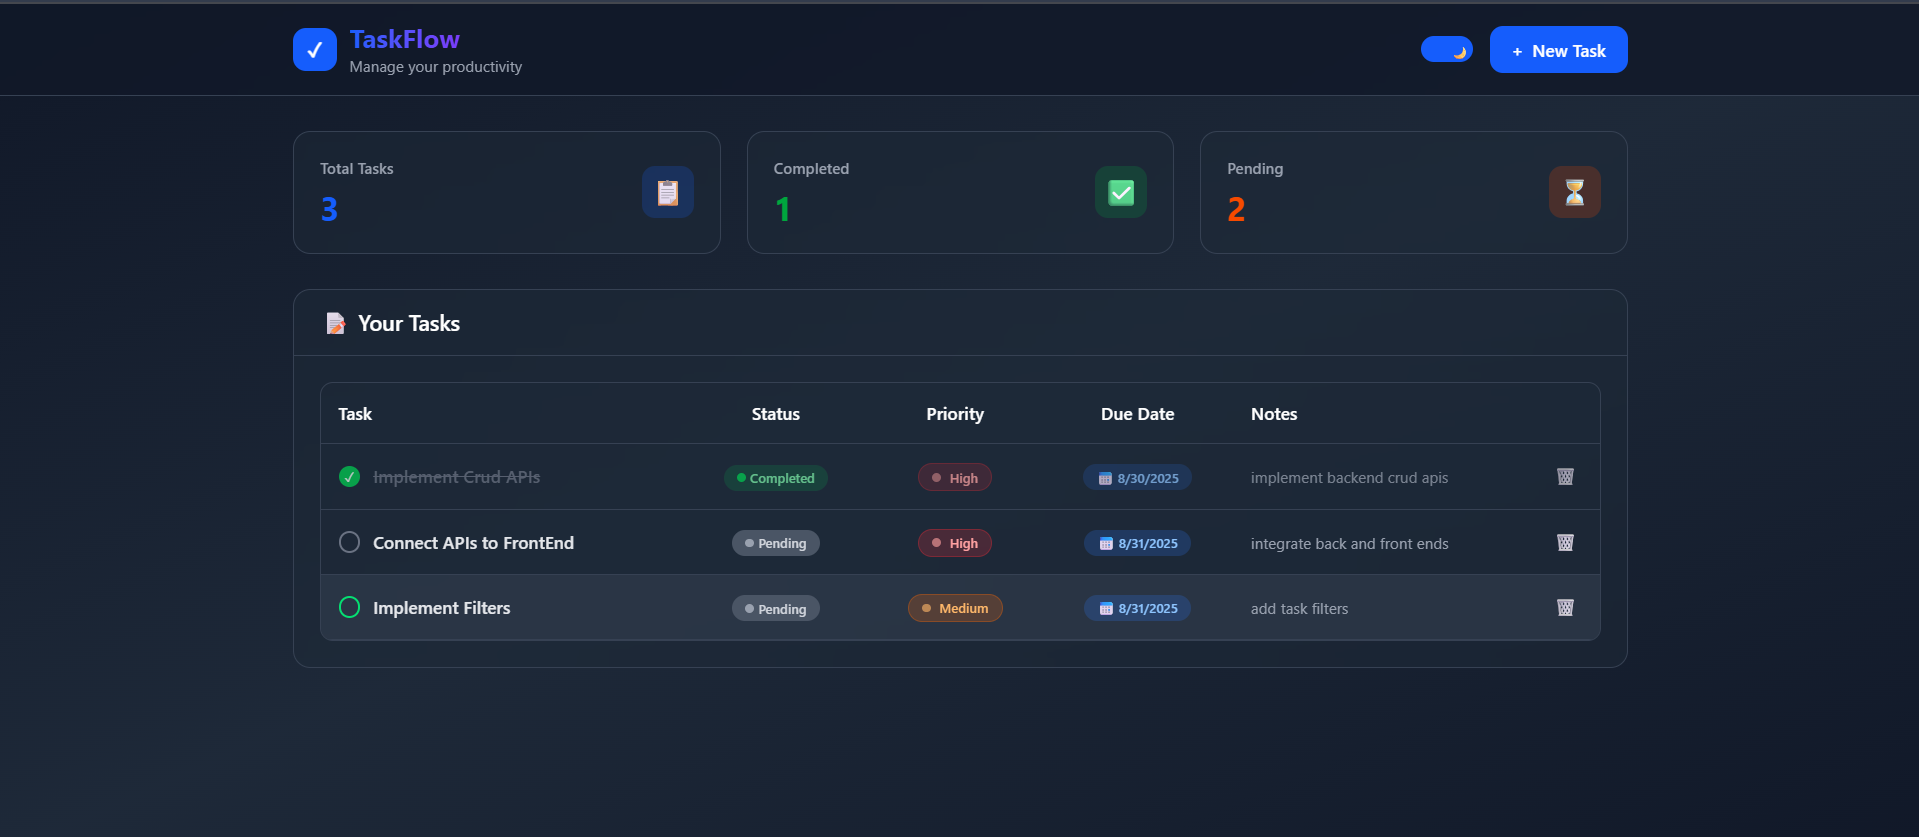 TaskFlow
Manage your productivity
+ New Task
Total Tasks
3
Completed
1
Pending
2
Your Tasks
Task Status Priority Due Date Notes
Implement Crud APIs Completed High 8/30/2025 implement backend crud apis
Connect APIs to FrontEnd Pending High 8/31/2025 integrate back and front ends
Implement Filters Pending Medium 8/31/2025 add task filters